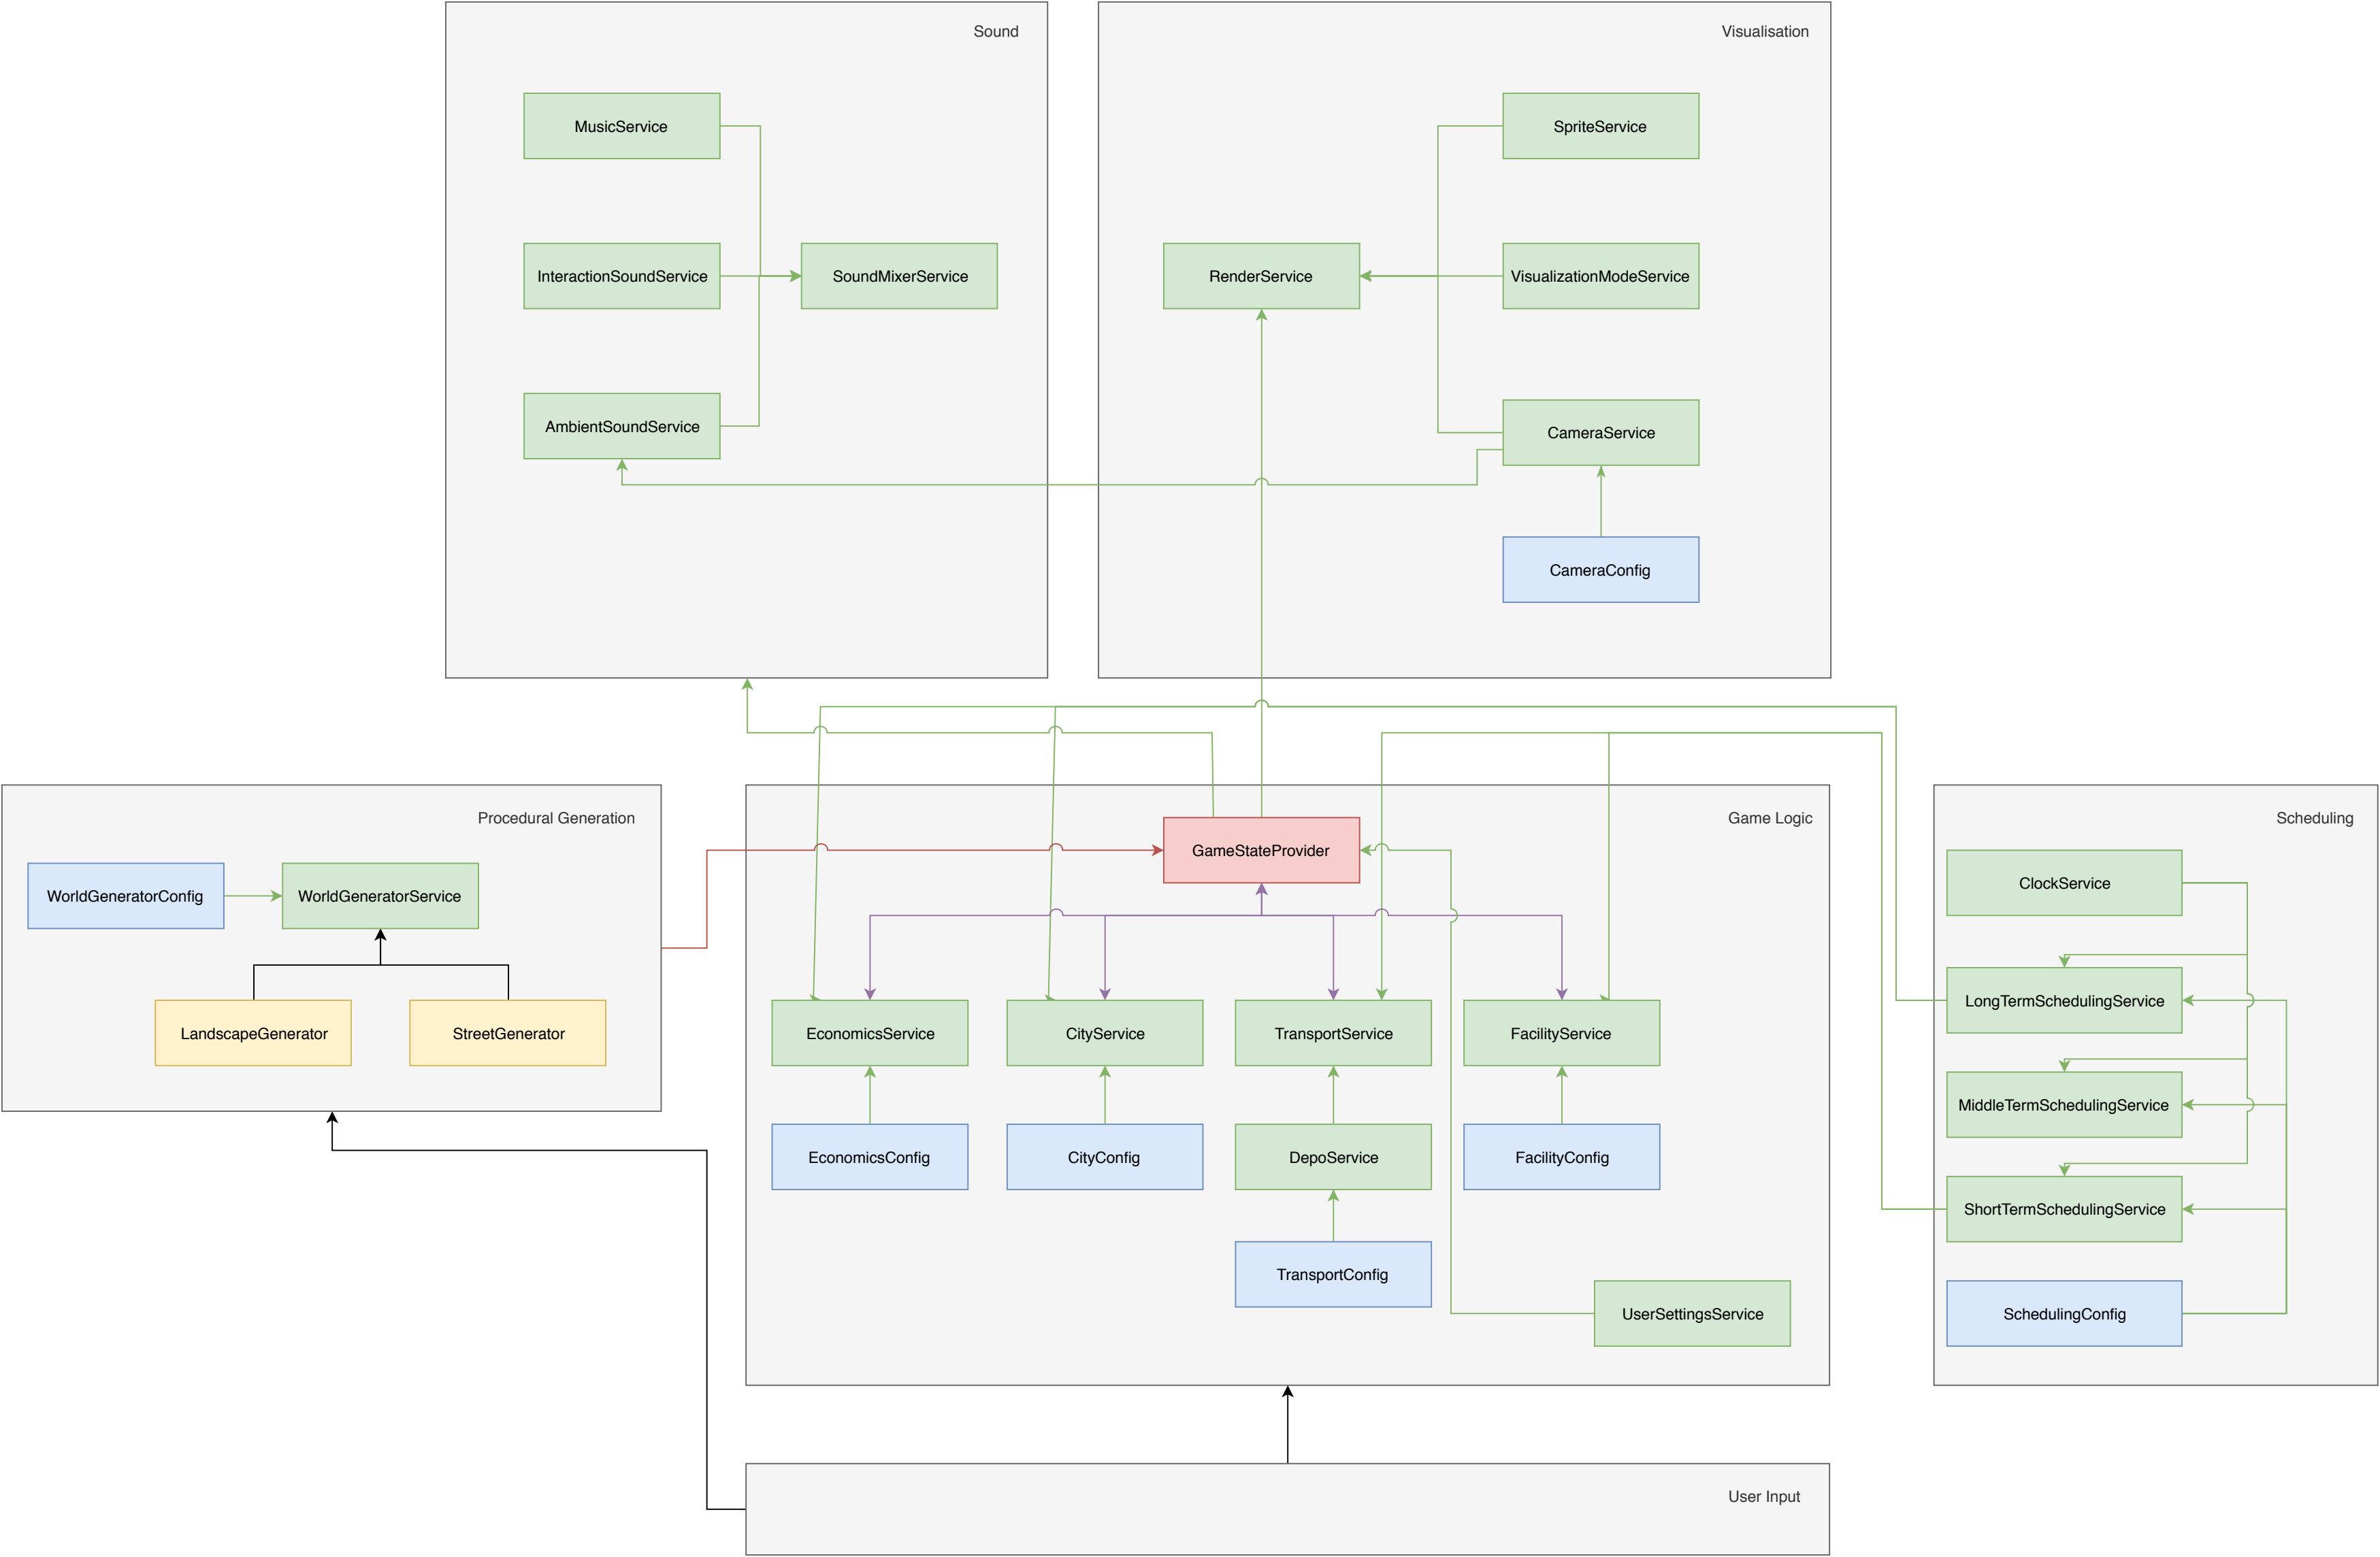 Sound
MusicService
InteractionSoundService
SoundMixerService
AmbientSoundService
Visualisation
SpriteService
RenderService
VisualizationModeService
CameraService
CameraConfig
Procedural Generation
WorldGeneratorConfig
WorldGeneratorService
LandscapeGenerator
StreetGenerator
Game Logic
GameStateProvider
EconomicsService
CityService
TransportService
FacilityService
EconomicsConfig
CityConfig
DepoService
FacilityConfig
TransportConfig
UserSettingsService
Scheduling
ClockService
LongTermSchedulingService
MiddleTermSchedulingService
ShortTermSchedulingService
SchedulingConfig
User Input